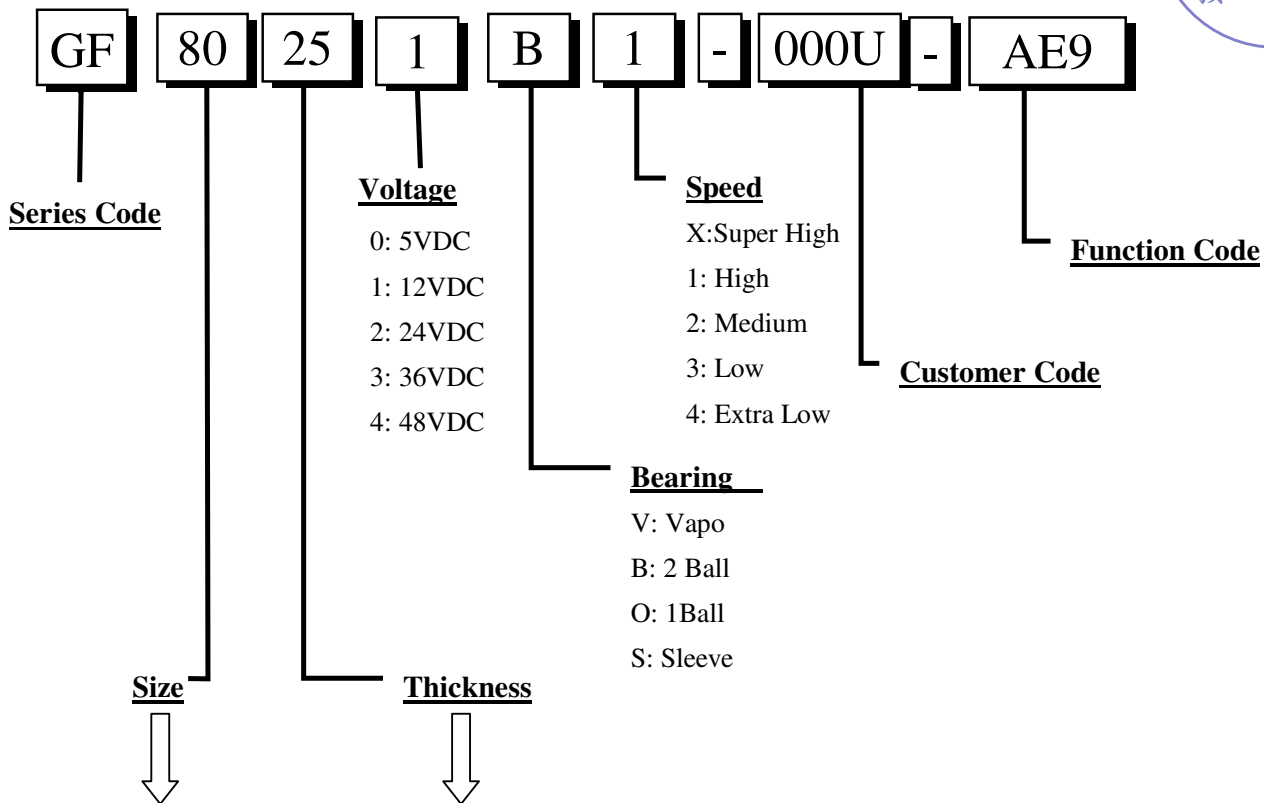 GF 80 25 1 B 1 - 000U - AE9
Series Code
Voltage
0: 5VDC
1: 12VDC
2: 24VDC
3: 36VDC
4: 48VDC
Speed
X:Super High
1: High
2: Medium
3: Low
4: Extra Low
Function Code
Customer Code
Bearing
V: Vapo
B: 2 Ball
O: 1Ball
S: Sleeve
Size
Thickness